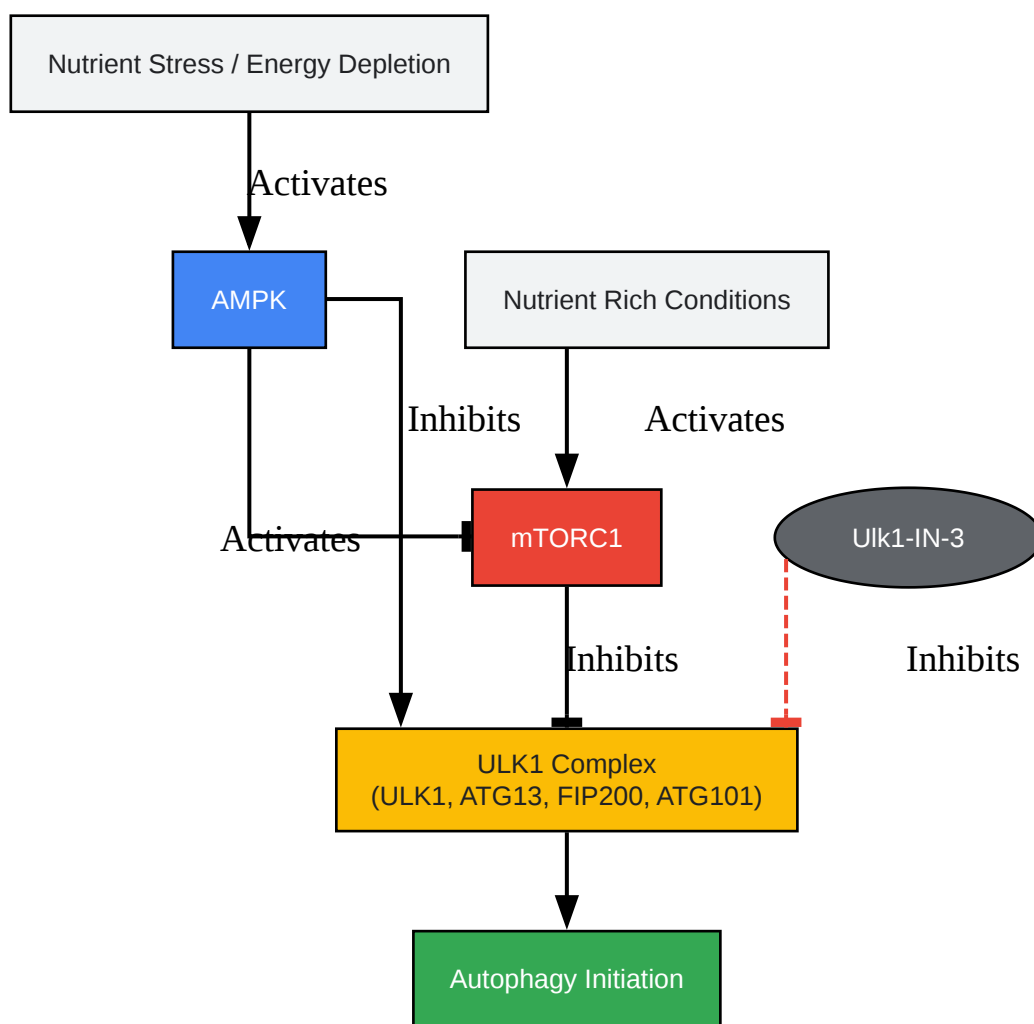 Nutrient Stress / Energy Depletion
Activates
AMPK
Nutrient Rich Conditions
Inhibits
Activates
Activates
mTORC1
Ulk1-IN-3
Inhibits
Inhibits
ULK1 Complex
(ULK1, ATG13, FIP200, ATG101)
Autophagy Initiation